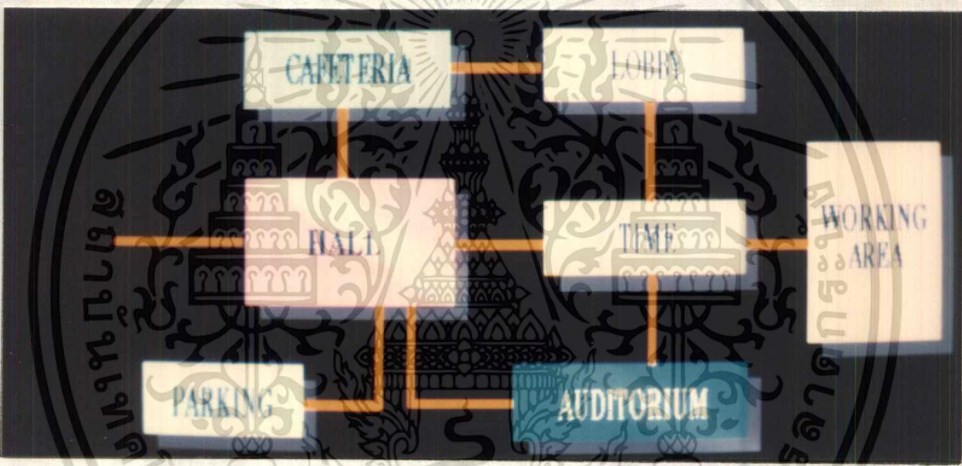 CAFETERIA
LOBBY
HALL
TIME
WORKING
AREA
PARKING
AUDITORIUM